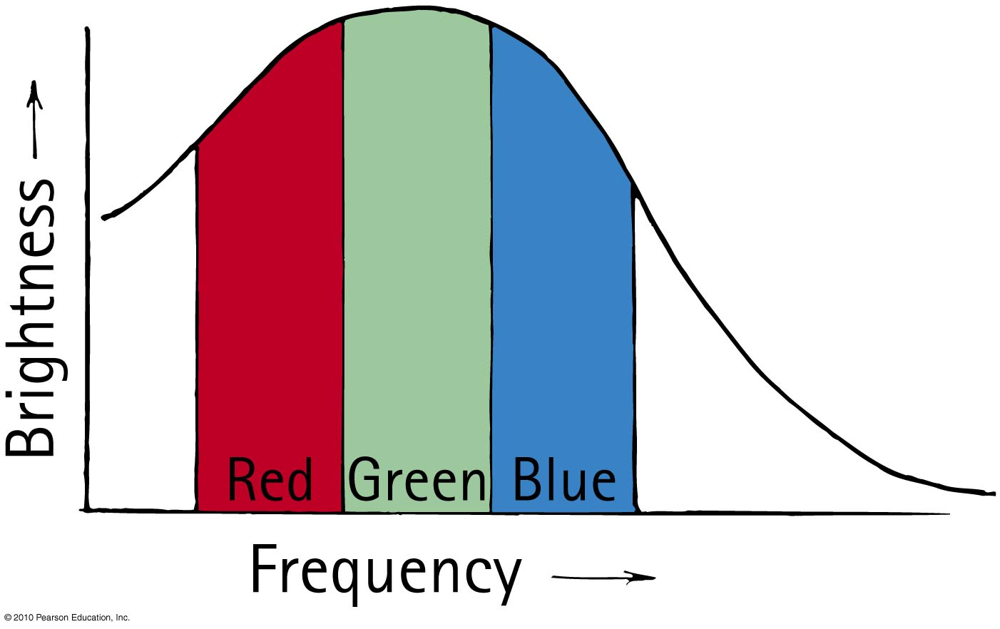 Brightness
Red Green Blue
Frequency
© 2010 Pearson Education, Inc.